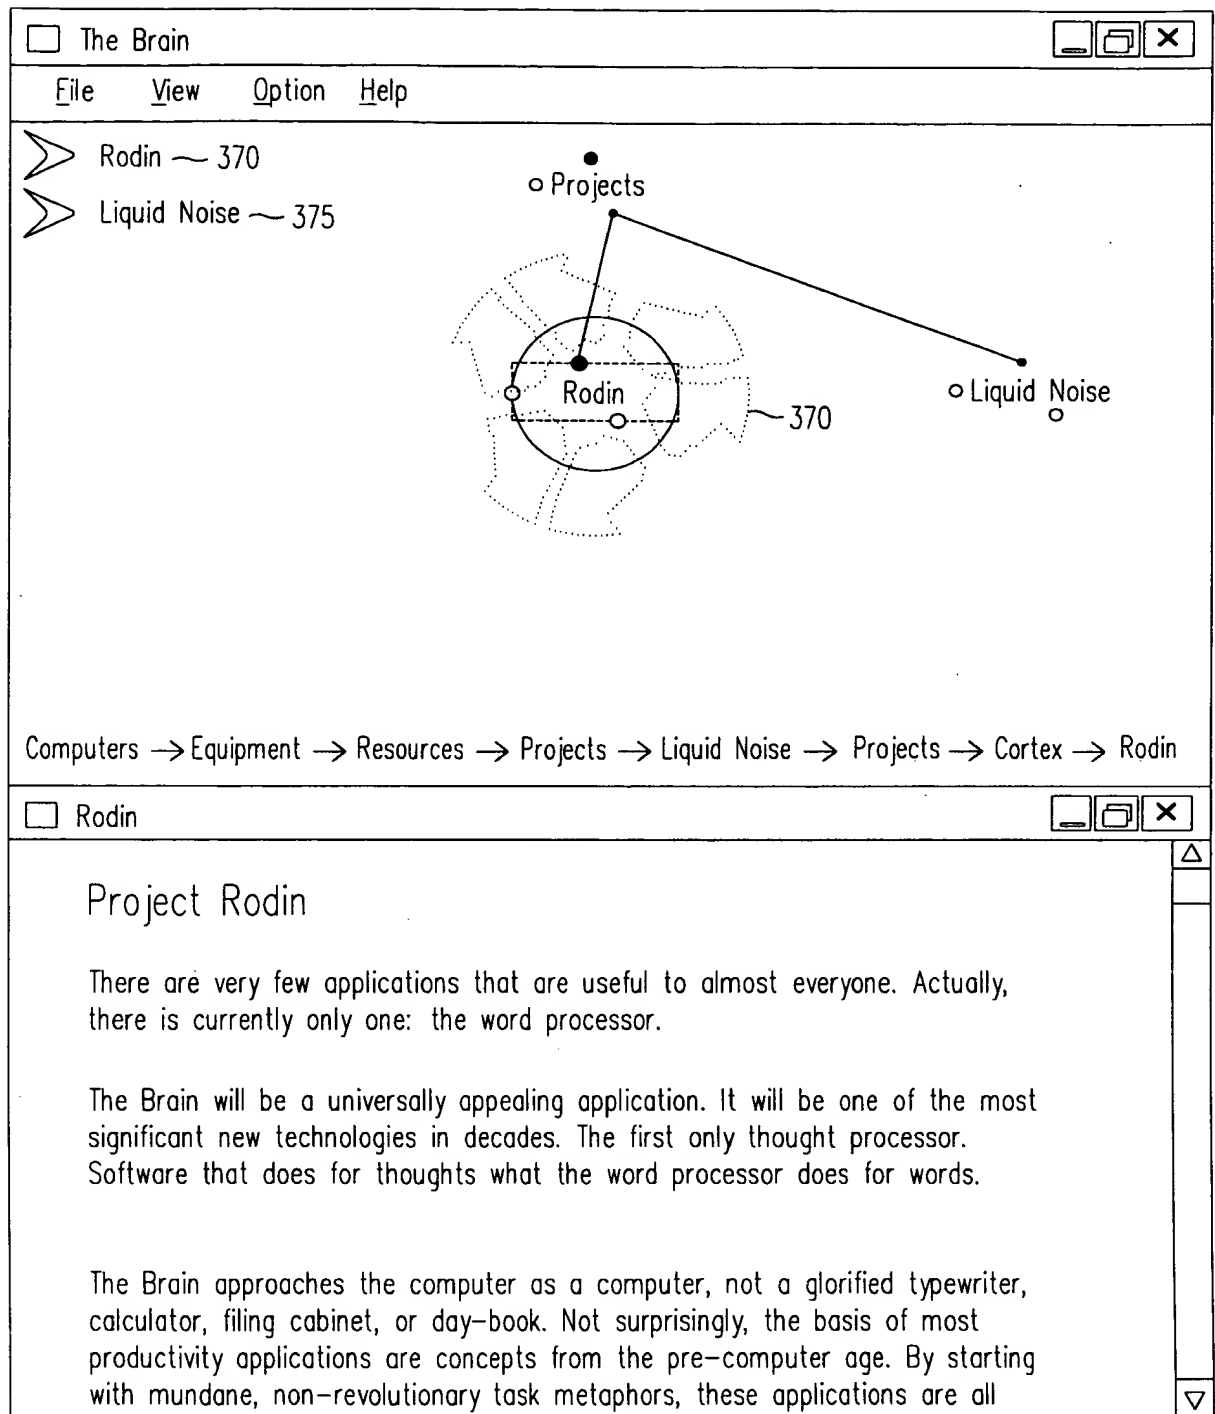 The Brain
File View Option Help
Rodin 370
Liquid Noise 375
Projects
Rodin
Liquid Noise
370
Computers → Equipment → Resources → Projects → Liquid Noise → Projects → Cortex → Rodin
Rodin
Project Rodin
There are very few applications that are useful to almost everyone. Actually,
there is currently only one: the word processor.
The Brain will be a universally appealing application. It will be one of the most
significant new technologies in decades. The first only thought processor.
Software that does for thoughts what the word processor does for words.
The Brain approaches the computer as a computer, not a glorified typewriter,
calculator, filing cabinet, or day-book. Not surprisingly, the basis of most
productivity applications are concepts from the pre-computer age. By starting
with mundane, non-revolutionary task metaphors, these applications are all